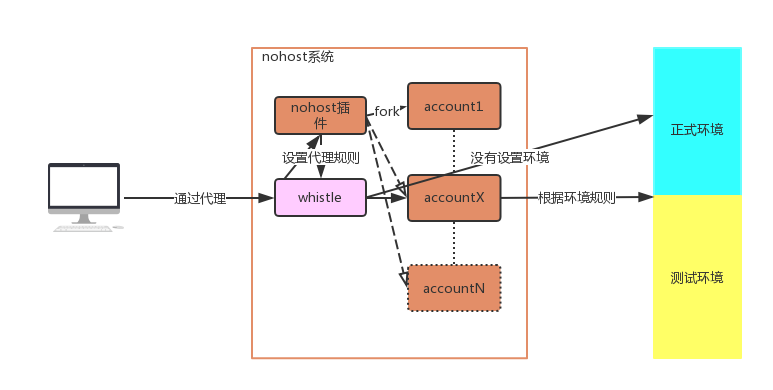 nohost系统
nohost插
件
fork
account1
正式环境
设置代理规则
没有设置环境
通过代理
whistle
accountX
根据环境规则
测试环境
accountN